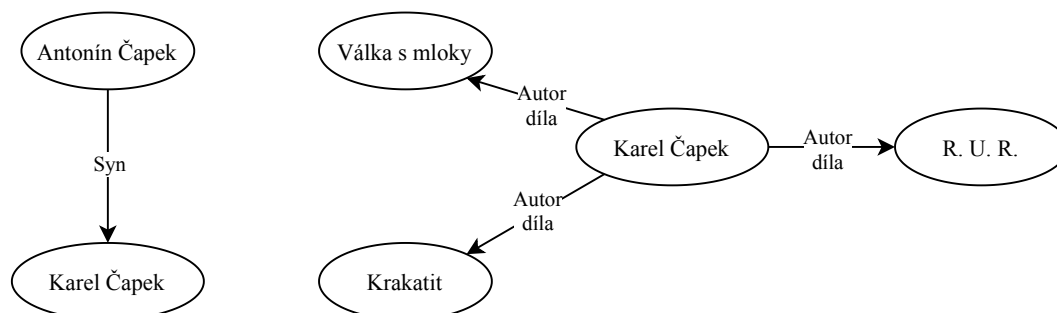 Antonín Čapek
Syn
Karel Čapek
Válka s mloky
Autor
díla
Karel Čapek
Autor
díla
R. U. R.
Autor
díla
Krakatit